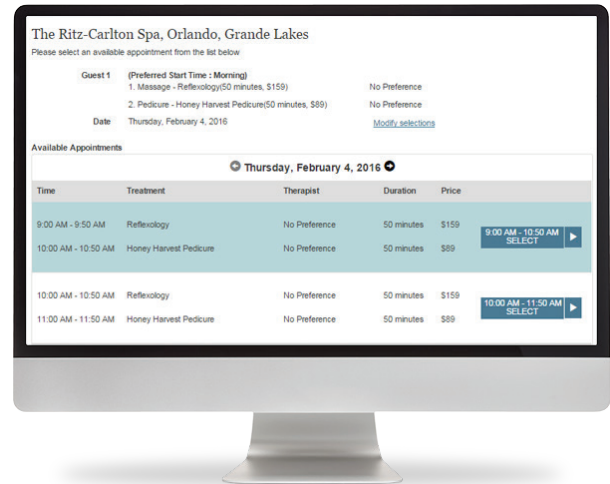 The Ritz-Carlton Spa, Orlando, Grande Lakes
Please select an available appointment from the list below
Guest 1 (Preferred Start Time : Morning)
1. Massage - Reflexology(50 minutes, $159) No Preference
2. Pedicure - Honey Harvest Pedicure(50 minutes, $89) No Preference
Date Thursday, February 4, 2016 Modify selections
Available Appointments
Thursday, February 4, 2016
Time Treatment Therapist Duration Price
9:00 AM - 9:50 AM Reflexology No Preference 50 minutes $159
9:00 AM - 10:50 AM
SELECT
10:00 AM - 10:50 AM Honey Harvest Pedicure No Preference 50 minutes $89
10:00 AM - 10:50 AM Reflexology No Preference 50 minutes $159
10:00 AM - 11:50 AM
SELECT
11:00 AM - 11:50 AM Honey Harvest Pedicure No Preference 50 minutes $89